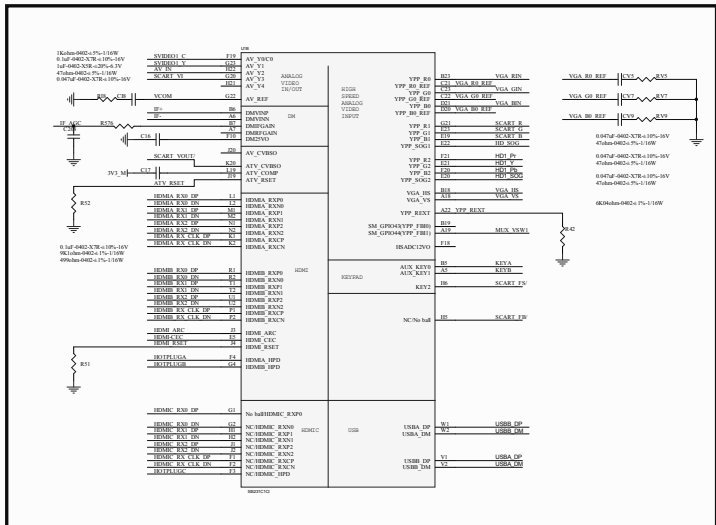 1Kohm-0402-±5%-1/16W
0.1uF-0402-X7R-±10%-16V
1uF-0402-X5R-±20%-6.3V
47ohm-0402-±5%-1/16W
0.047uF-0402-X7R-±10%-16V
SVIDEO1_C F19 AV_Y0/C0
SVIDEO1_Y G23 AV_Y1
AV_IN H22 AV_Y2
SCART_VI G20 AV_Y3
H21 AV_Y4
VCOM G22 AV_REF
ANALOG
VIDEO
IN/OUT
IF+ B6 DMVINP
IF- A6 DMVINN
IF_AGC R576 B7 DMIFGAIN
A7 DMRFGAIN
C16 F10 DM25VO
DM
J20 AV_CVBSO
SCART_VOUT/ K20 ATV_CVBSO
3V3_M C17 L19 ATV_COMP
ATV_RSET J19 ATV_RSET
R52
0.1uF-0402-X7R-±10%-16V
9K1ohm-0402-±1%-1/16W
499ohm-0402-±1%-1/16W
HDMIA_RX0_DP L1 HDMIA_RXP0
HDMIA_RX0_DN L2 HDMIA_RXN0
HDMIA_RX1_DP M1 HDMIA_RXP1
HDMIA_RX1_DN M2 HDMIA_RXN1
HDMIA_RX2_DP N1 HDMIA_RXP2
HDMIA_RX2_DN N2 HDMIA_RXN2
HDMIA_RX_CLK_DP K1 HDMIA_RXCP
HDMIA_RX_CLK_DN K2 HDMIA_RXCN
HDMIB_RX0_DP R1 HDMIB_RXP0
HDMIB_RX0_DN R2 HDMIB_RXN0
HDMIB_RX1_DP T1 HDMIB_RXP1
HDMIB_RX1_DN T2 HDMIB_RXN1
HDMIB_RX2_DP U1 HDMIB_RXP2
HDMIB_RX2_DN U2 HDMIB_RXN2
HDMIB_RX_CLK_DP P1 HDMIB_RXCP
HDMIB_RX_CLK_DN P2 HDMIB_RXCN
HDMI
HDMI_ARC J3 HDMI_ARC
HDMI-CEC E5 HDMI_CEC
HDMI_RSET J4 HDMI_RSET
R51
HOTPLUGA F4 HDMIA_HPD
HOTPLUGB G4 HDMIB_HPD
HDMIC_RX0_DP G1 No ball/HDMIC_RXP0
HDMIC_RX0_DN G2 NC/HDMIC_RXN0
HDMIC_RX1_DP H1 NC/HDMIC_RXP1
HDMIC_RX1_DN H2 NC/HDMIC_RXN1
HDMIC_RX2_DP J1 NC/HDMIC_RXP2
HDMIC_RX2_DN J2 NC/HDMIC_RXN2
HDMIC_RX_CLK_DP F1 NC/HDMIC_RXCP
HDMIC_RX_CLK_DN F2 NC/HDMIC_RXCN
HOTPLUGC F3 NC/HDMIC_HPD
HDMIC
HIGH
SPEED
ANALOG
VIDEO
INPUT
YPP_R0 B23 VGA_RIN
YPP_R0_REF C21 VGA_R0_REF
YPP_G0 C23 VGA_GIN
YPP_G0_REF C22 VGA_G0_REF
YPP_B0 D21 VGA_BIN
YPP_B0_REF D20 VGA_B0_REF
YPP_R1 G21 SCART_R
YPP_G1 E23 SCART_G
YPP_B1 E19 SCART_B
YPP_SOG1 E22 HD_SOG
YPP_R2 F21 HD1_Pr
YPP_G2 E21 HD1_Y
YPP_B2 F20 HD1_Pb
YPP_SOG2 E20 HD1_SOG
VGA_HS B18 VGA_HS
VGA_VS A18 VGA_VS
YPP_REXT A22 YPP_REXT
SM_GPIO43(YPP_FBI0) B19
SM_GPIO44(YPP_FBI1) A19 MUX_VSW1
HSADC12VO F18
R42
AUX_KEY0 B5 KEYA
AUX_KEY1 A5 KEYB
KEY2 H6 SCART_FS/
KEYPAD
NC/No ball H5 SCART_FB/
USB
USBA_DP W1 USBB_DP
USBA_DM W2 USBB_DM
USBB_DP V1 USBA_DP
USBB_DM V2 USBA_DM
VGA_R0_REF CV5 RV5
VGA_G0_REF CV7 RV7
VGA_B0_REF CV9 RV9
0.047uF-0402-X7R-±10%-16V
47ohm-0402-±5%-1/16W
0.047uF-0402-X7R-±10%-16V
47ohm-0402-±5%-1/16W
0.047uF-0402-X7R-±10%-16V
47ohm-0402-±5%-1/16W
6K04ohm-0402-±1%-1/16W